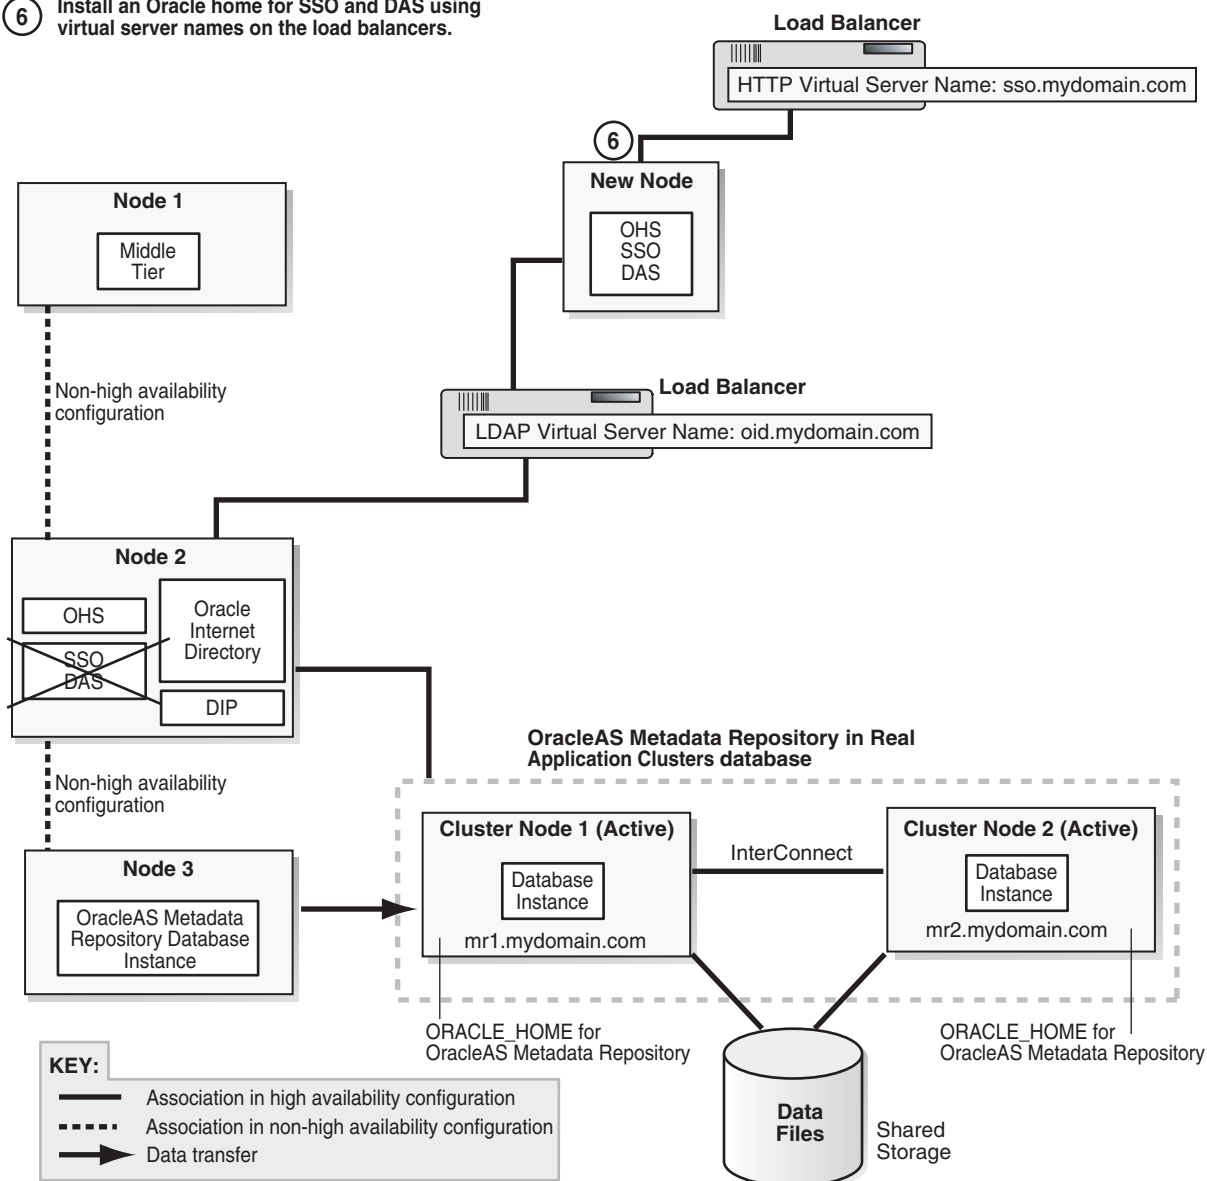 6
Install an Oracle home for SSO and DAS using
virtual server names on the load balancers.
Load Balancer
HTTP Virtual Server Name: sso.mydomain.com
6
New Node
OHS
SSO
DAS
Node 1
Middle
Tier
Non-high availability
configuration
Load Balancer
LDAP Virtual Server Name: oid.mydomain.com
Node 2
OHS
SSO
DAS
Oracle
Internet
Directory
DIP
Non-high availability
configuration
OracleAS Metadata Repository in Real
Application Clusters database
Node 3
OracleAS Metadata
Repository Database
Instance
Cluster Node 1 (Active)
Database
Instance
mr1.mydomain.com
InterConnect
Cluster Node 2 (Active)
Database
Instance
mr2.mydomain.com
ORACLE_HOME for
OracleAS Metadata Repository
ORACLE_HOME for
OracleAS Metadata Repository
Data
Files
Shared
Storage
KEY:
Association in high availability configuration
Association in non-high availability configuration
Data transfer